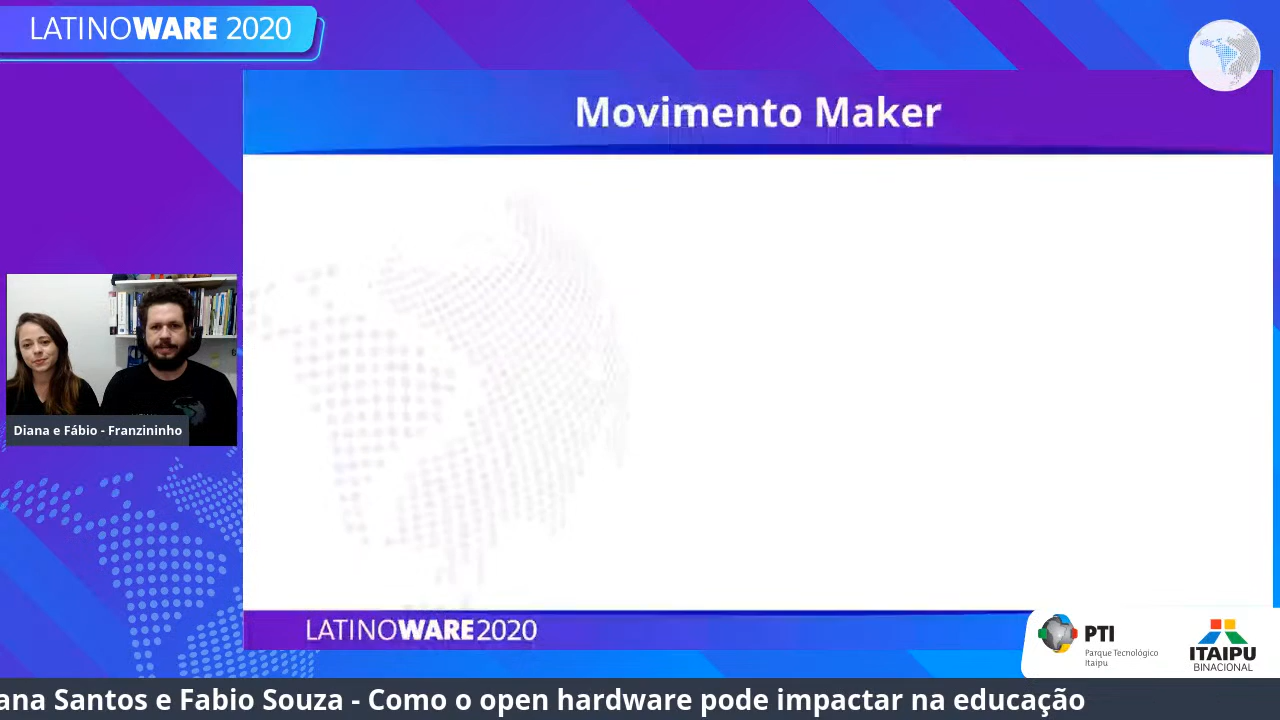 LATINOWARE 2020
Movimento Maker
Diana e Fábio - Franzininho
LATINOWARE2020
PTI
Parque Tecnológico
Itaipu
ITAIPU
BINACIONAL
ana Santos e Fabio Souza - Como o open hardware pode impactar na educação